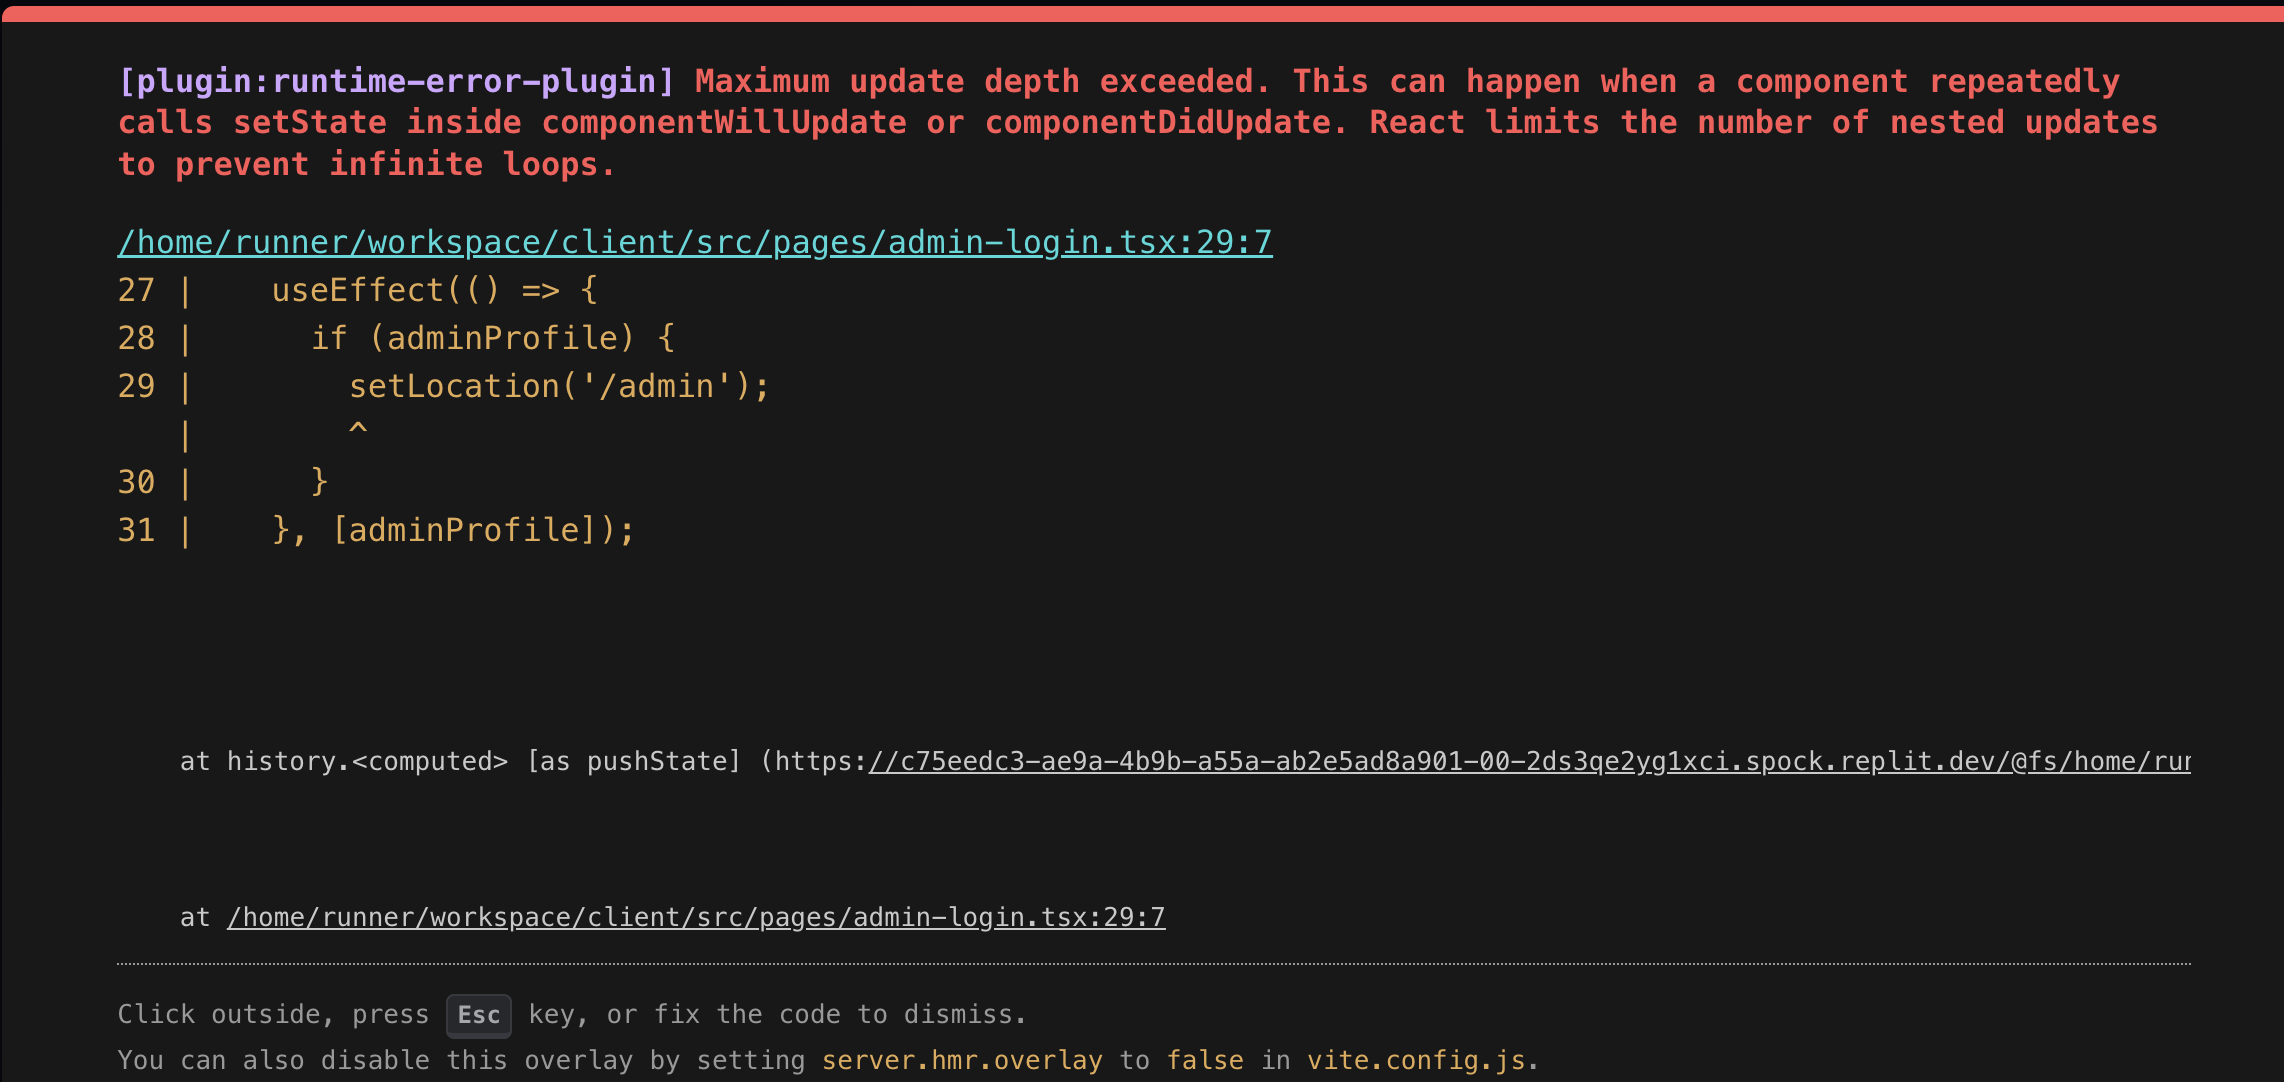 [plugin:runtime-error-plugin] Maximum update depth exceeded. This can happen when a component repeatedly
calls setState inside componentWillUpdate or componentDidUpdate. React limits the number of nested updates
to prevent infinite loops.
/home/runner/workspace/client/src/pages/admin-login.tsx:29:7
27 |    useEffect(() => {
28 |      if (adminProfile) {
29 |        setLocation('/admin');
   |        ^
30 |      }
31 |    }, [adminProfile]);
at history.<computed> [as pushState] (https://c75eedc3-ae9a-4b9b-a55a-ab2e5ad8a901-00-2ds3qe2yg1xci.spock.replit.dev/@fs/home/run
at /home/runner/workspace/client/src/pages/admin-login.tsx:29:7
Click outside, press Esc key, or fix the code to dismiss.
You can also disable this overlay by setting server.hmr.overlay to false in vite.config.js.